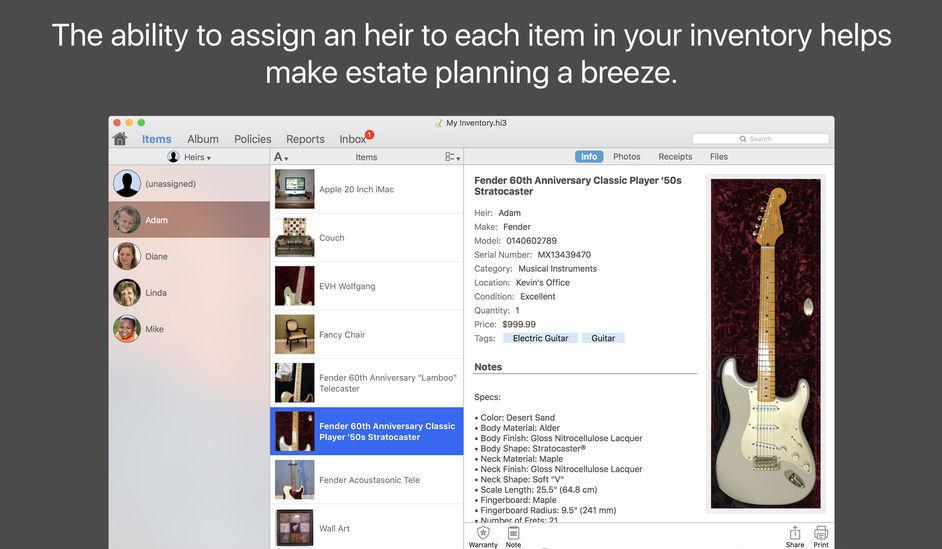 The ability to assign an heir to each item in your inventory helps
make estate planning a breeze.
My Inventory.hi3
Items
Album
Policies
Reports
Inbox
1
Search
Heirs
A
Items
Info
Photos
Receipts
Files
(unassigned)
Adam
Diane
Linda
Mike
Apple 20 Inch iMac
Couch
EVH Wolfgang
Fancy Chair
Fender 60th Anniversary "Lamboo"
Telecaster
Fender 60th Anniversary Classic
Player '50s Stratocaster
Fender Acoustasonic Tele
Wall Art
Fender 60th Anniversary Classic Player '50s
Stratocaster
Heir: Adam
Make: Fender
Model: 0140602789
Serial Number: MX13439470
Category: Musical Instruments
Location: Kevin's Office
Condition: Excellent
Quantity: 1
Price: $999.99
Tags: Electric Guitar Guitar
Notes
Specs:
• Color: Desert Sand
• Body Material: Alder
• Body Finish: Gloss Nitrocellulose Lacquer
• Body Shape: Stratocaster®
• Neck Material: Maple
• Neck Finish: Gloss Nitrocellulose Lacquer
• Neck Shape: Soft "V"
• Scale Length: 25.5" (64.8 cm)
• Fingerboard: Maple
• Fingerboard Radius: 9.5" (241 mm)
• Number of Frets: 21
Warranty
Note
Share
Print